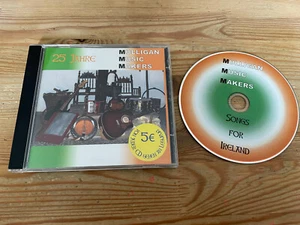 25 JAHRE
MULLIGAN
MUSIC
MAKERS
5€
MULLIGAN
MUSIC
MAKERS
SONGS
FOR
IRELAND